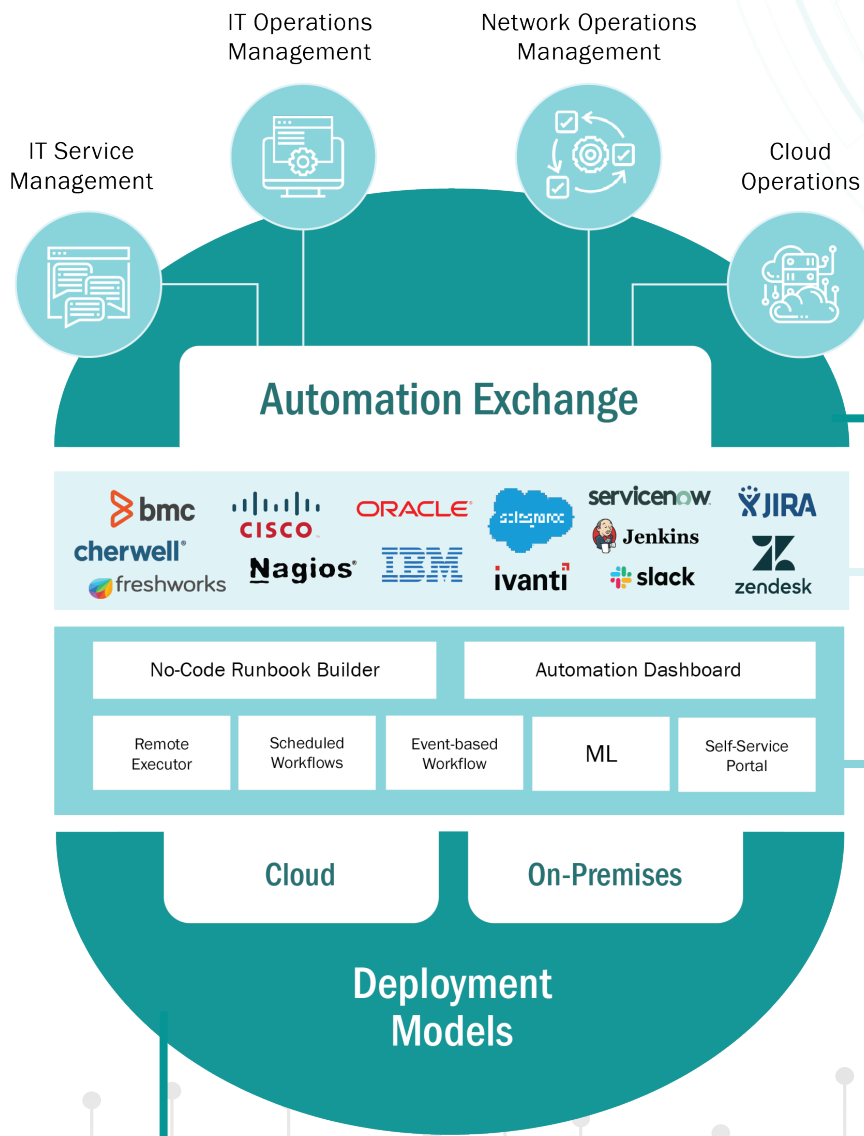 IT Operations
Management
Network Operations
Management
IT Service
Management
Cloud
Operations
Automation Exchange
bmc
CISCO
ORACLE
salesforce
servicenow
JIRA
cherwell
Jenkins
freshworks
Nagios
IBM
ivanti
slack
zendesk
No-Code Runbook Builder
Automation Dashboard
Remote
Executor
Scheduled
Workflows
Event-based
Workflow
ML
Self-Service
Portal
Cloud
On-Premises
Deployment
Models